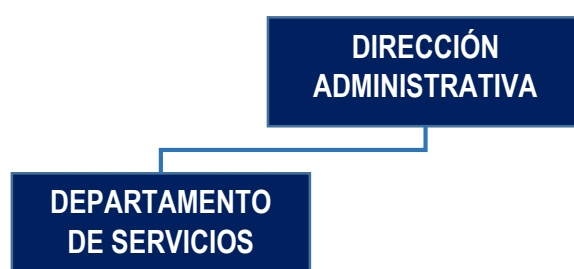 DIRECCIÓN
ADMINISTRATIVA
DEPARTAMENTO
DE SERVICIOS